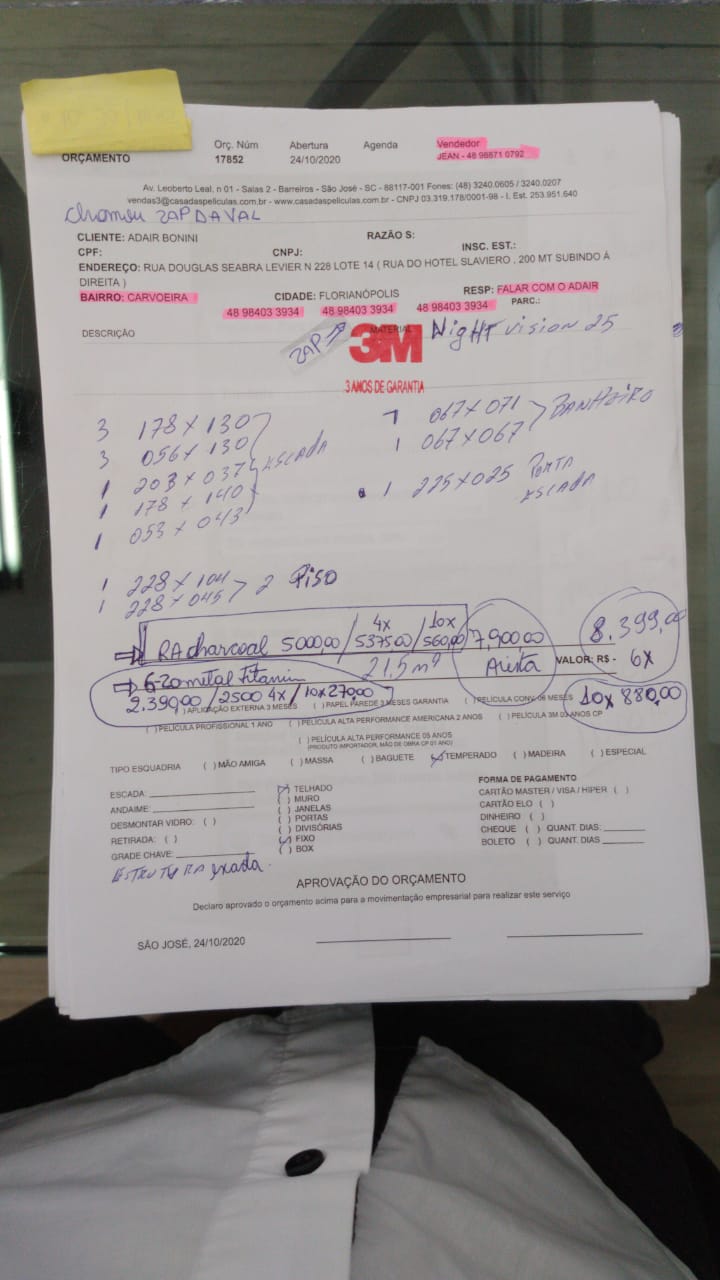 Orç. Núm Abertura Agenda Vendedor
ORÇAMENTO 17852 24/10/2020 JEAN - 48 98871 0792
Av. Leoberto Leal, n 01 - Salas 2 - Barreiros - São José - SC - 88117-001 Fones: (48) 3240.0605 / 3240.0207
vendas3@casadaspeliculas.com.br - www.casadaspeliculas.com.br - CNPJ 03.319.178/0001-98 - I. Est. 253.951.640
ZAP DA VAL
CLIENTE: ADAIR BONINI RAZÃO S:
CPF: CNPJ: INSC. EST.:
ENDEREÇO: RUA DOUGLAS SEABRA LEVIER N 228 LOTE 14 ( RUA DO HOTEL SLAVIERO , 200 MT SUBINDO Á
DIREITA )
BAIRRO: CARVOEIRA CIDADE: FLORIANÓPOLIS RESP: FALAR COM O ADAIR
48 98403 3934 48 98403 3934 48 98403 3934 PARC.:
DESCRIÇÃO MATERIAL
ZAP 3M NigHT vision 25
3 ANOS DE GARANTIA
3 178 x 130
3 056 x 130
1 203 x 037 ESCADA
1 178 x 140
1 053 x 043
1 067 x 071 BANHEIRO
1 067 x 067
1 225 x 025 PORTA
ESCADA
1 228 x 104 2 PISO
1 228 x 045
4x 10x
RA charcoal 5000,00 / 5375,00 / 560,00 7,900,00 8.399,00
21,5 m² Avista VALOR: R$ - 6x
G-20 metal titanim
2.390,00 / 2500 4x / 10x 270,00 10x 880,00
( ) APLICAÇÃO EXTERNA 3 MESES ( ) PAPEL PAREDE 3 MESES GARANTIA ( ) PELÍCULA CONV. 06 MESES
( ) PELÍCULA PROFISSIONAL 1 ANO ( ) PELÍCULA ALTA PERFORMANCE AMERICANA 2 ANOS ( ) PELÍCULA 3M 03 ANOS CP
( ) PELÍCULA ALTA PERFORMANCE 05 ANOS
(PRODUTO IMPORTADOR, MÃO DE OBRA CP 01 ANO)
TIPO ESQUADRIA ( ) MÃO AMIGA ( ) MASSA ( ) BAGUETE ( ) TEMPERADO ( ) MADEIRA ( ) ESPECIAL
ESCADA:
ANDAIME:
DESMONTAR VIDRO: ( )
RETIRADA: ( )
GRADE CHAVE:
( ) TELHADO
( ) MURO
( ) JANELAS
( ) PORTAS
( ) DIVISÓRIAS
( ) FIXO
( ) BOX
FORMA DE PAGAMENTO
CARTÃO MASTER / VISA / HIPER ( )
CARTÃO ELO ( )
DINHEIRO ( )
CHEQUE ( ) QUANT. DIAS:
BOLETO ( ) QUANT. DIAS
APROVAÇÃO DO ORÇAMENTO
Declaro aprovado o orçamento acima para a movimentação empresarial para realizar este serviço
SÃO JOSÉ, 24/10/2020